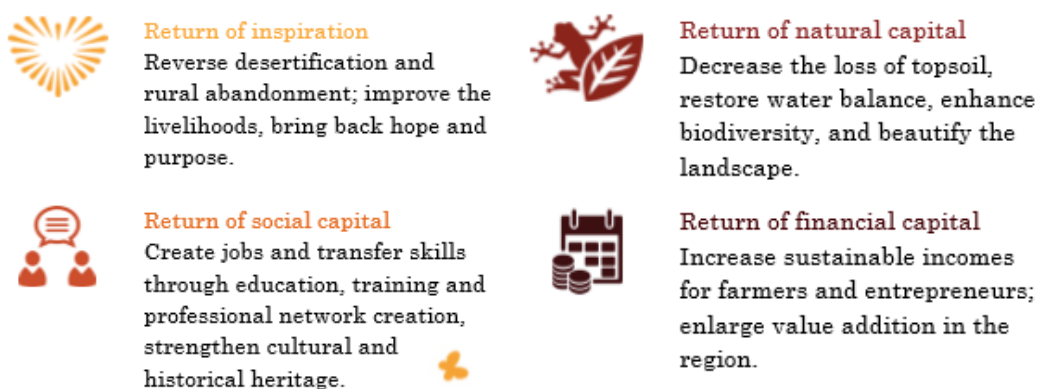 Return of inspiration
Reverse desertification and
rural abandonment; improve the
livelihoods, bring back hope and
purpose.
Return of natural capital
Decrease the loss of topsoil,
restore water balance, enhance
biodiversity, and beautify the
landscape.
Return of social capital
Create jobs and transfer skills
through education, training and
professional network creation,
strengthen cultural and
historical heritage.
Return of financial capital
Increase sustainable incomes
for farmers and entrepreneurs;
enlarge value addition in the
region.